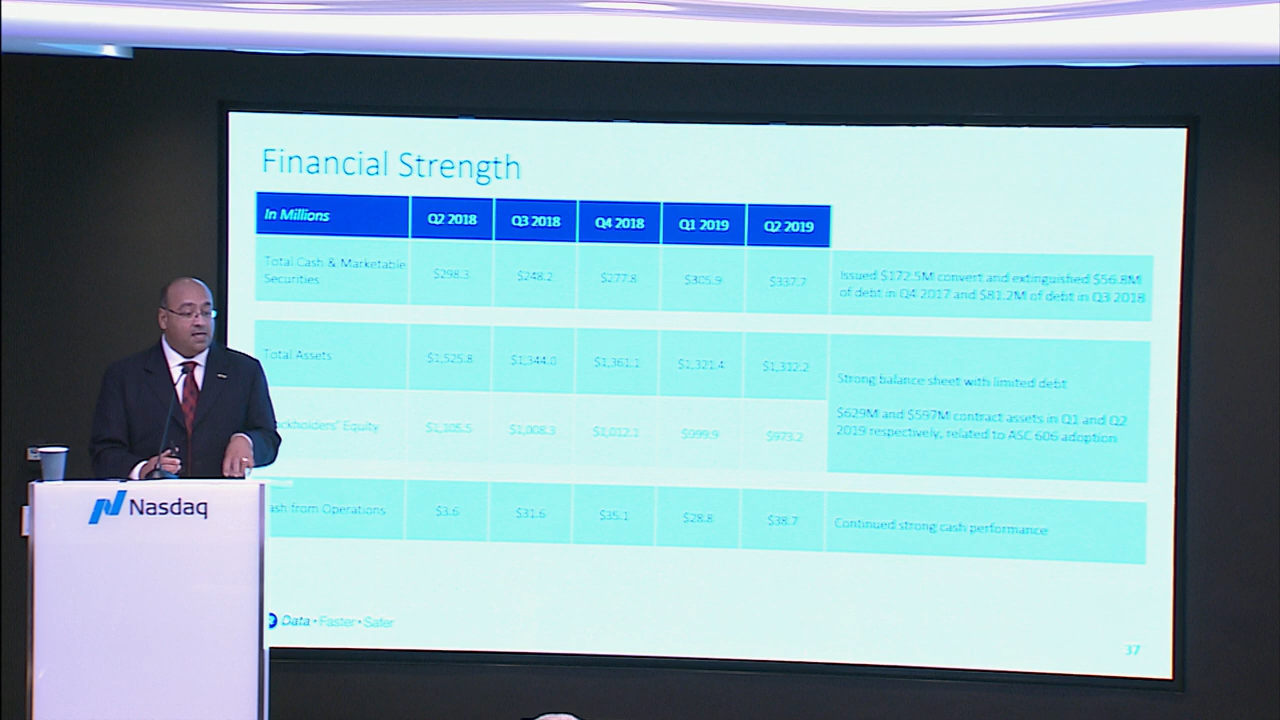 Financial Strength
In Millions Q2 2018 Q3 2018 Q4 2018 Q1 2019 Q2 2019
Total Cash & Marketable
Securities $298.3 $248.2 $277.8 $305.9 $337.7
Issued $172.5M convert and extinguished $56.8M
of debt in Q4 2017 and $81.2M of debt in Q3 2018
Total Assets $1,525.8 $1,344.0 $1,361.1 $1,321.4 $1,312.2
Strong balance sheet with limited debt
$629M and $597M contract assets in Q1 and Q2
2019 respectively, related to ASC 606 adoption
ckholders' Equity $1,105.5 $1,008.3 $1,012.1 $999.9 $973.2
ash from Operations $3.6 $31.6 $35.1 $28.8 $38.7
Continued strong cash performance
Data • Faster • Safer
37
Nasdaq